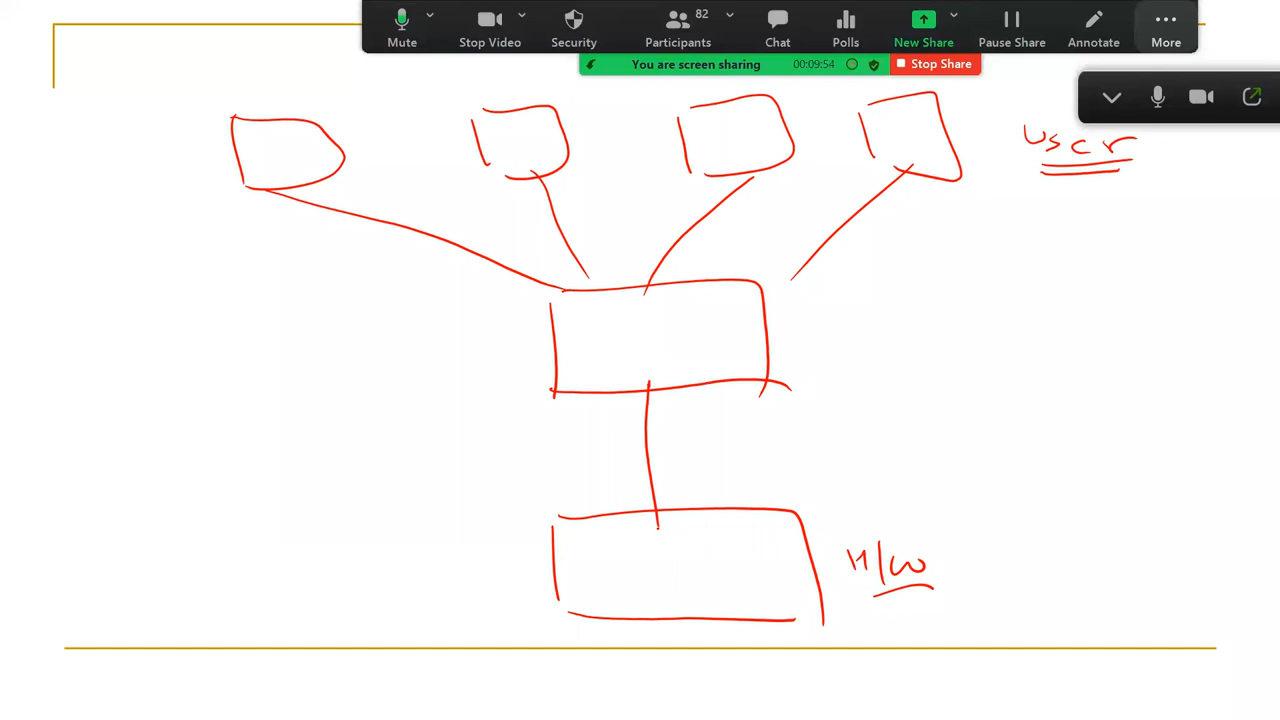 82
Mute
Stop Video
Security
Participants
Chat
Polls
New Share
Pause Share
Annotate
More
You are screen sharing 00:09:54 Stop Share
User
H/W